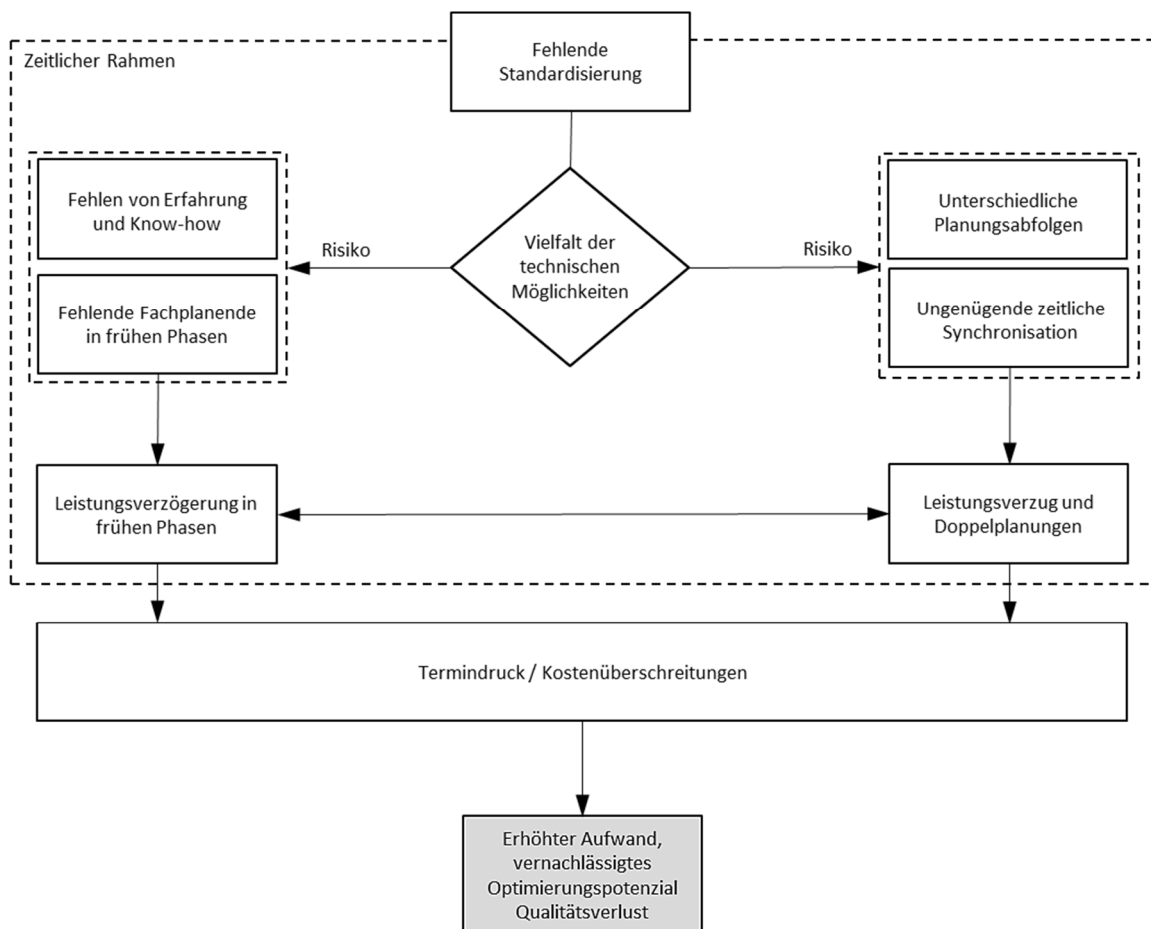 Fehlende
Standardisierung
Zeitlicher Rahmen
Fehlen von Erfahrung
und Know-how
Fehlende Fachplanende
in frühen Phasen
Risiko
Vielfalt der
technischen
Möglichkeiten
Risiko
Unterschiedliche
Planungsabfolgen
Ungenügende zeitliche
Synchronisation
Leistungsverzögerung in
frühen Phasen
Leistungsverzug und
Doppelplanungen
Termindruck / Kostenüberschreitungen
Erhöhter Aufwand,
vernachlässigtes
Optimierungspotenzial
Qualitätsverlust